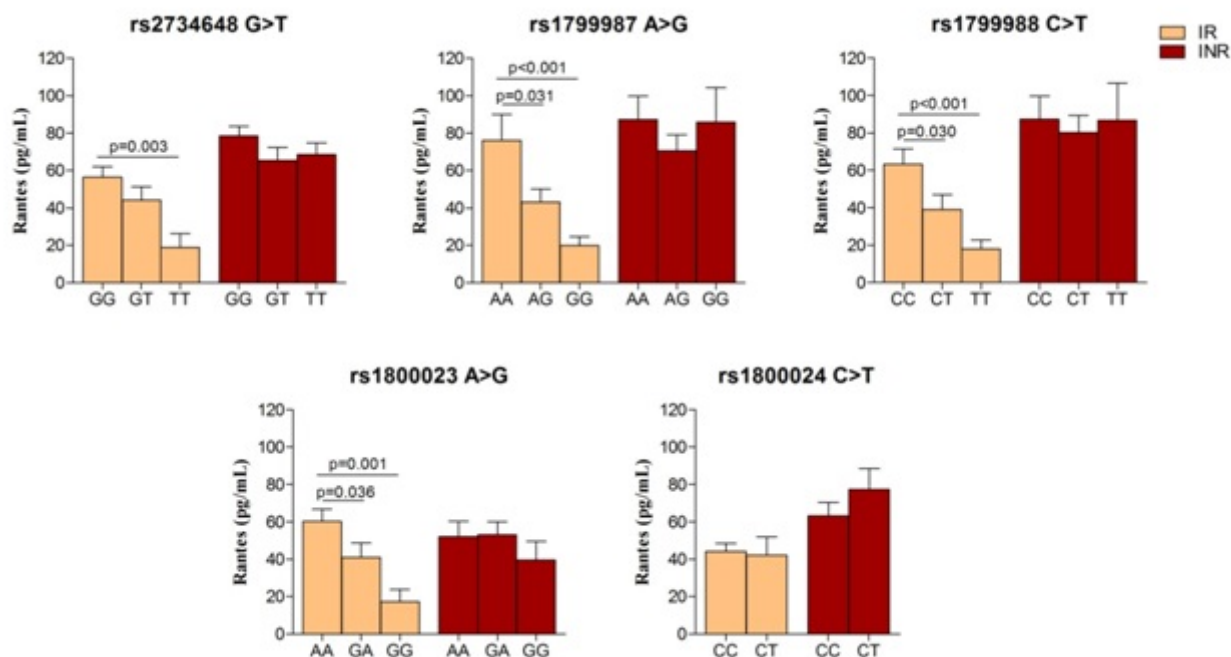 rs2734648 G>T
Rantes (pg/mL)
120
100
80
60
40
20
0
p=0.003
GG GT TT GG GT TT
rs1799987 A>G
Rantes (pg/mL)
120
100
80
60
40
20
0
p<0.001
p=0.031
AA AG GG AA AG GG
rs1799988 C>T
Rantes (pg/mL)
120
100
80
60
40
20
0
p<0.001
p=0.030
CC CT TT CC CT TT
IR
INR
rs1800023 A>G
Rantes (pg/mL)
120
100
80
60
40
20
0
p=0.001
p=0.036
AA GA GG AA GA GG
rs1800024 C>T
Rantes (pg/mL)
120
100
80
60
40
20
0
CC CT CC CT